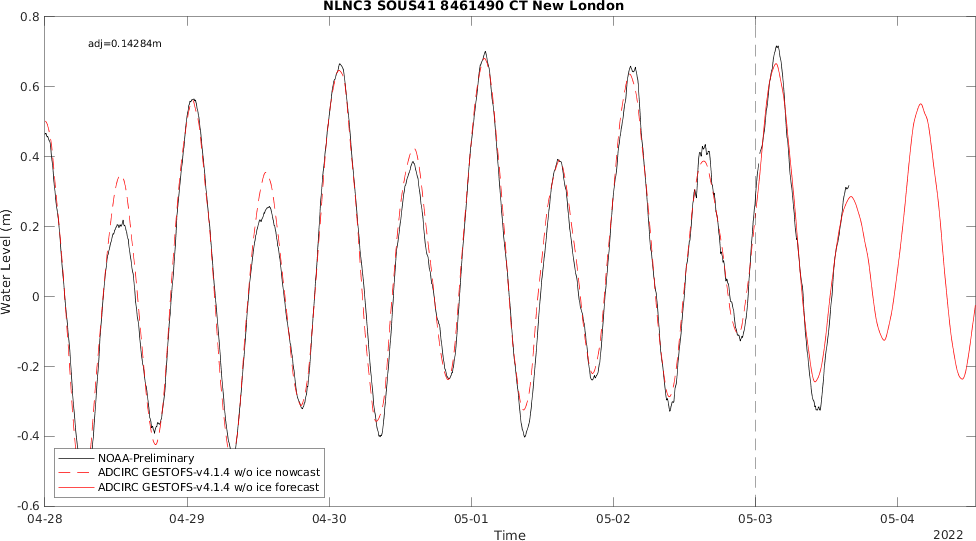 NLNC3 SOUS41 8461490 CT New London
adj=0.14284m
0.8
0.6
0.4
0.2
0
-0.2
-0.4
-0.6
Water Level (m)
NOAA-Preliminary
ADCIRC GESTOFS-v4.1.4 w/o ice nowcast
ADCIRC GESTOFS-v4.1.4 w/o ice forecast
04-28 04-29 04-30 05-01 05-02 05-03 05-04
Time
2022